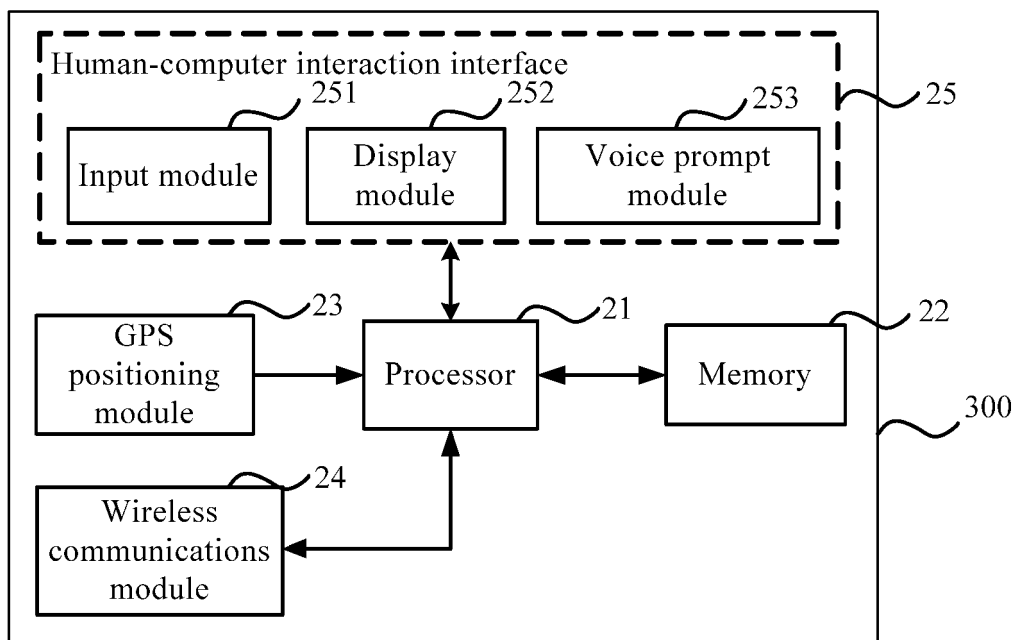 Human-computer interaction interface
251
252
253
25
Input module
Display
module
Voice prompt
module
23
21
22
GPS
positioning
module
Processor
Memory
300
24
Wireless
communications
module